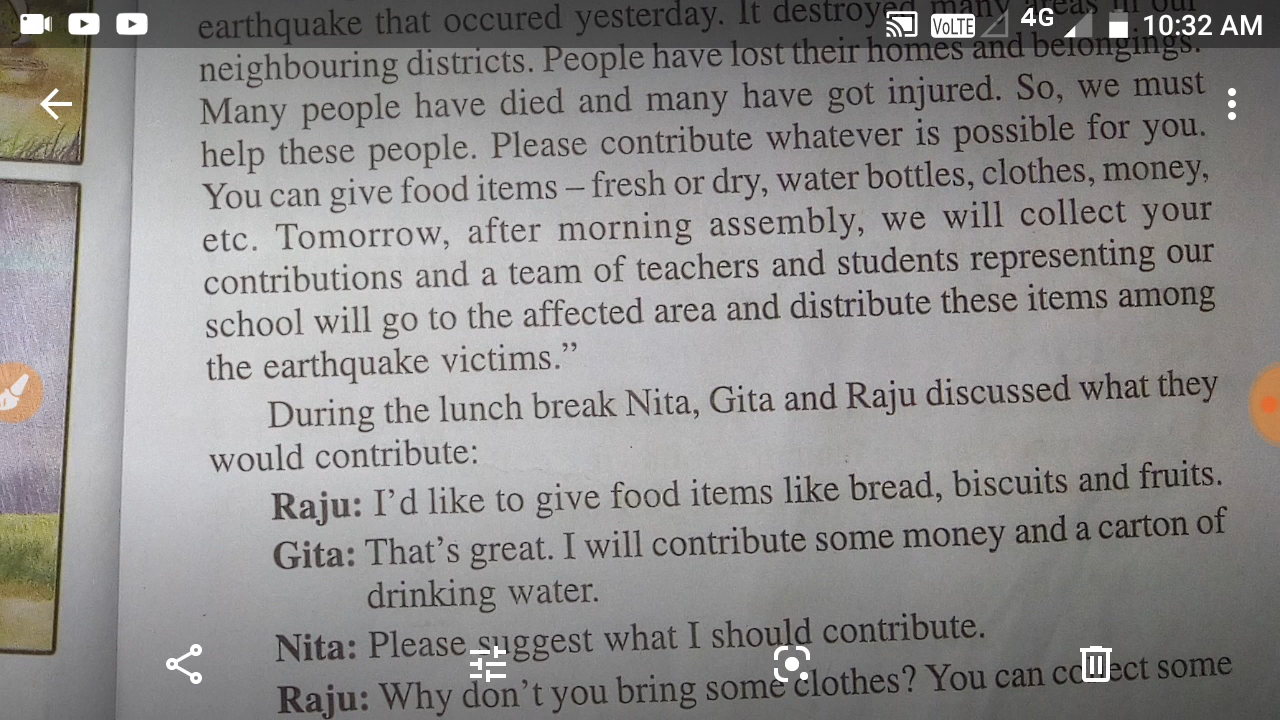 VoLTE 4G 10:32 AM
earthquake that occured yesterday. It destroyed many areas in our
neighbouring districts. People have lost their homes and belongings.
Many people have died and many have got injured. So, we must
help these people. Please contribute whatever is possible for you.
You can give food items – fresh or dry, water bottles, clothes, money,
etc. Tomorrow, after morning assembly, we will collect your
contributions and a team of teachers and students representing our
school will go to the affected area and distribute these items among
the earthquake victims.”
During the lunch break Nita, Gita and Raju discussed what they
would contribute:
Raju: I’d like to give food items like bread, biscuits and fruits.
Gita: That’s great. I will contribute some money and a carton of
drinking water.
Nita: Please suggest what I should contribute.
Raju: Why don’t you bring some clothes? You can collect some